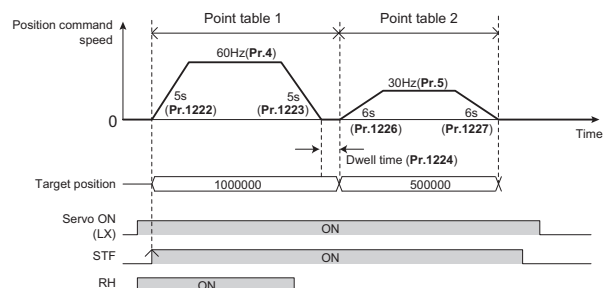 Position command
speed
Point table 1
Point table 2
60Hz(Pr.4)
30Hz(Pr.5)
5s
(Pr.1222)
5s
(Pr.1223)
6s
(Pr.1226)
6s
(Pr.1227)
0
Time
Dwell time (Pr.1224)
Target position
1000000
500000
Servo ON
(LX)
ON
STF
ON
RH
ON